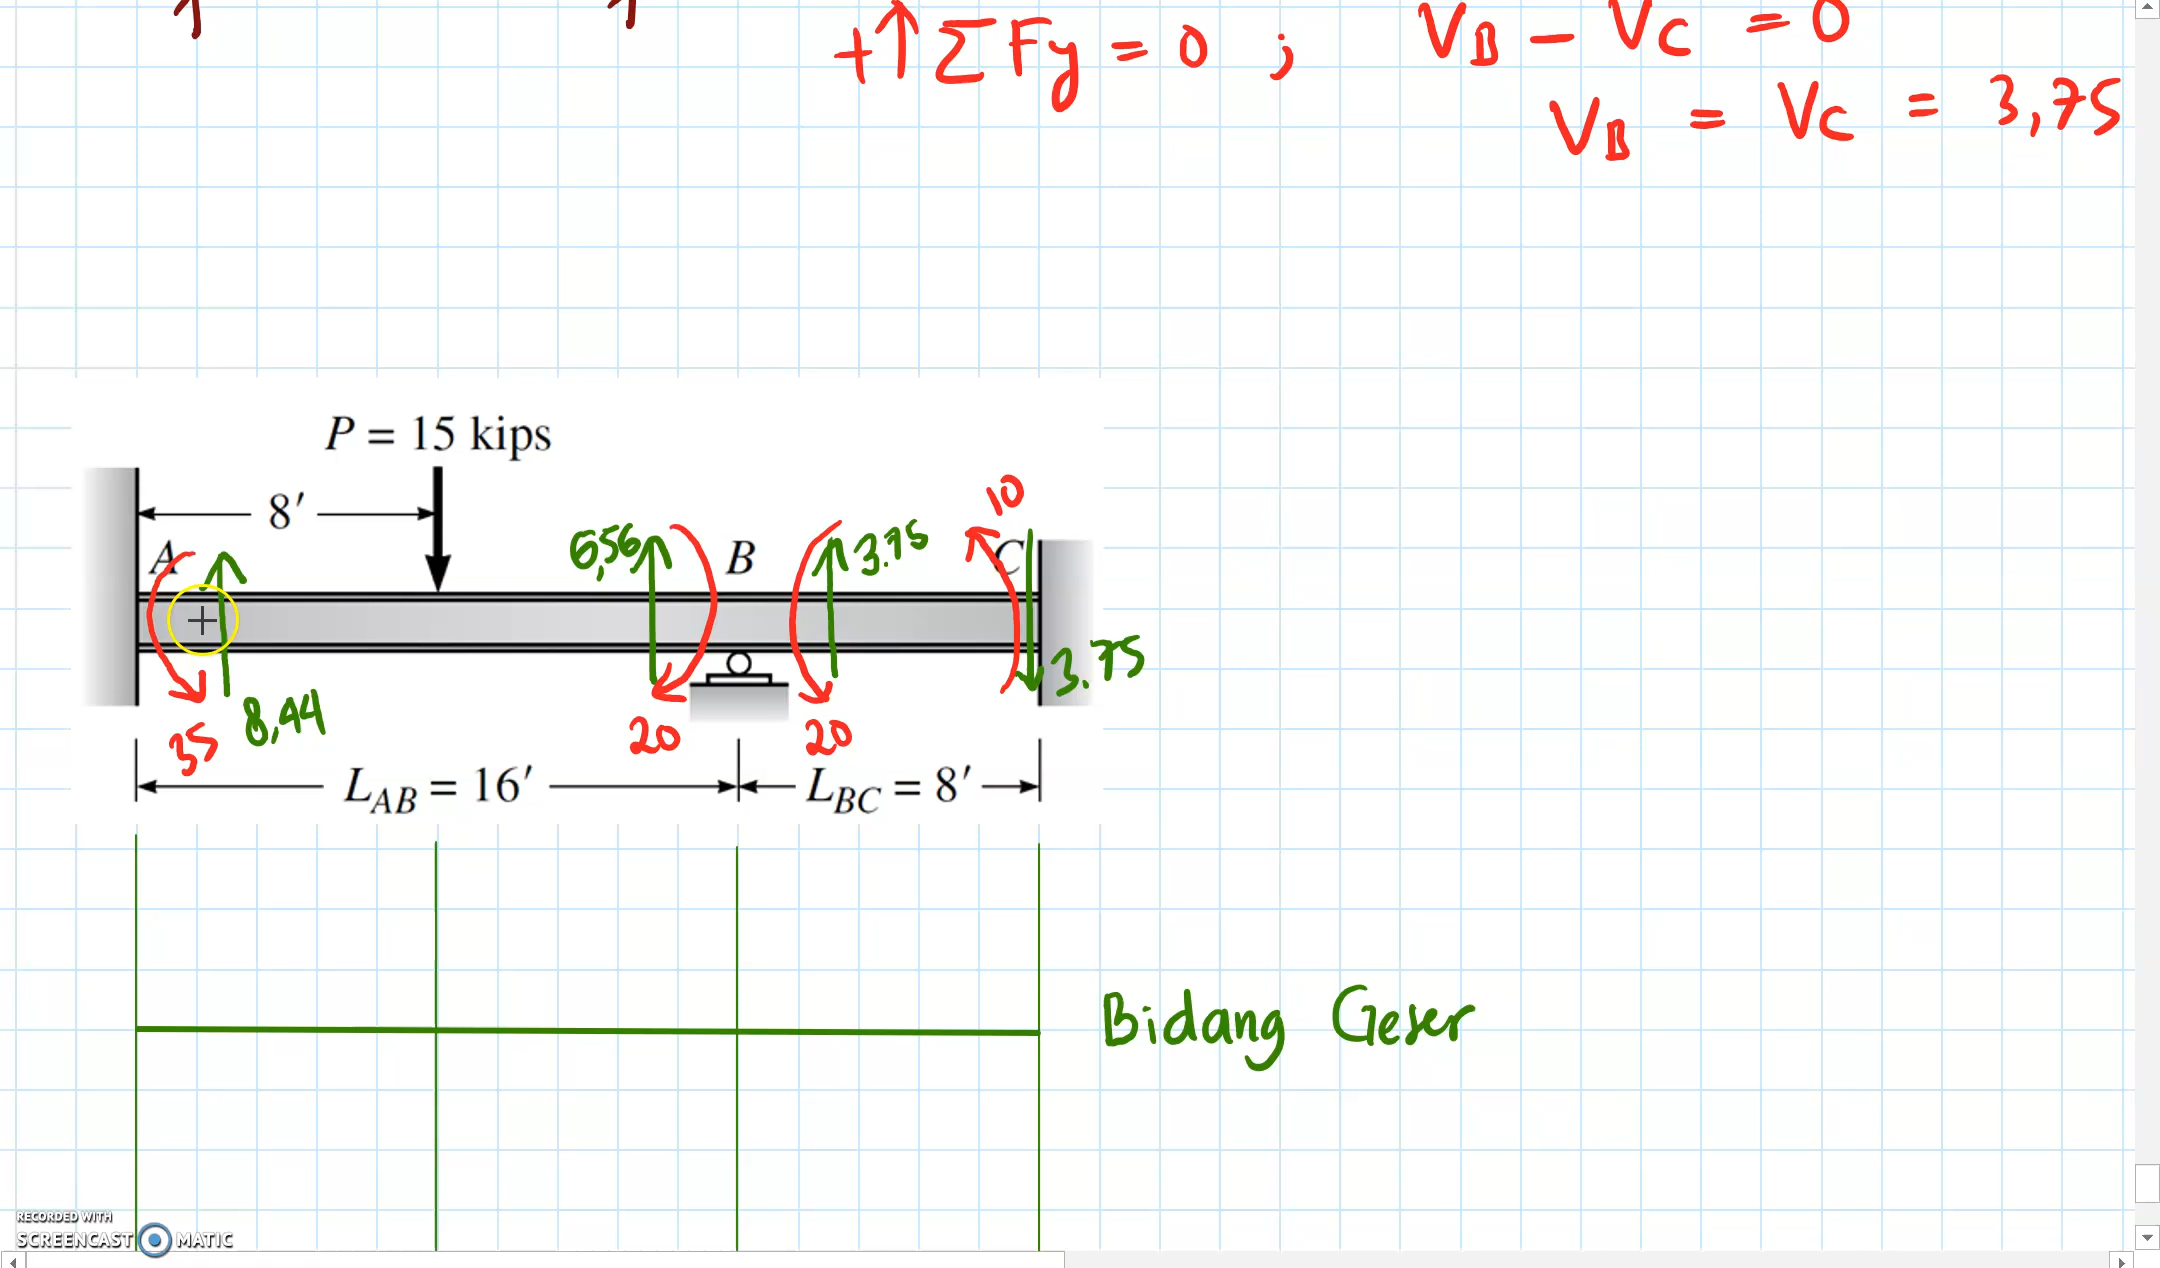 +↑ ΣFy = 0 ; VB - VC = 0
VB = VC = 3,75
P = 15 kips
8′
10
A
6,56
B
3.75
C
3.75
35
8,44
20
20
LAB = 16′
LBC = 8′
Bidang Geser
RECORDED WITH
SCREENCAST MATIC